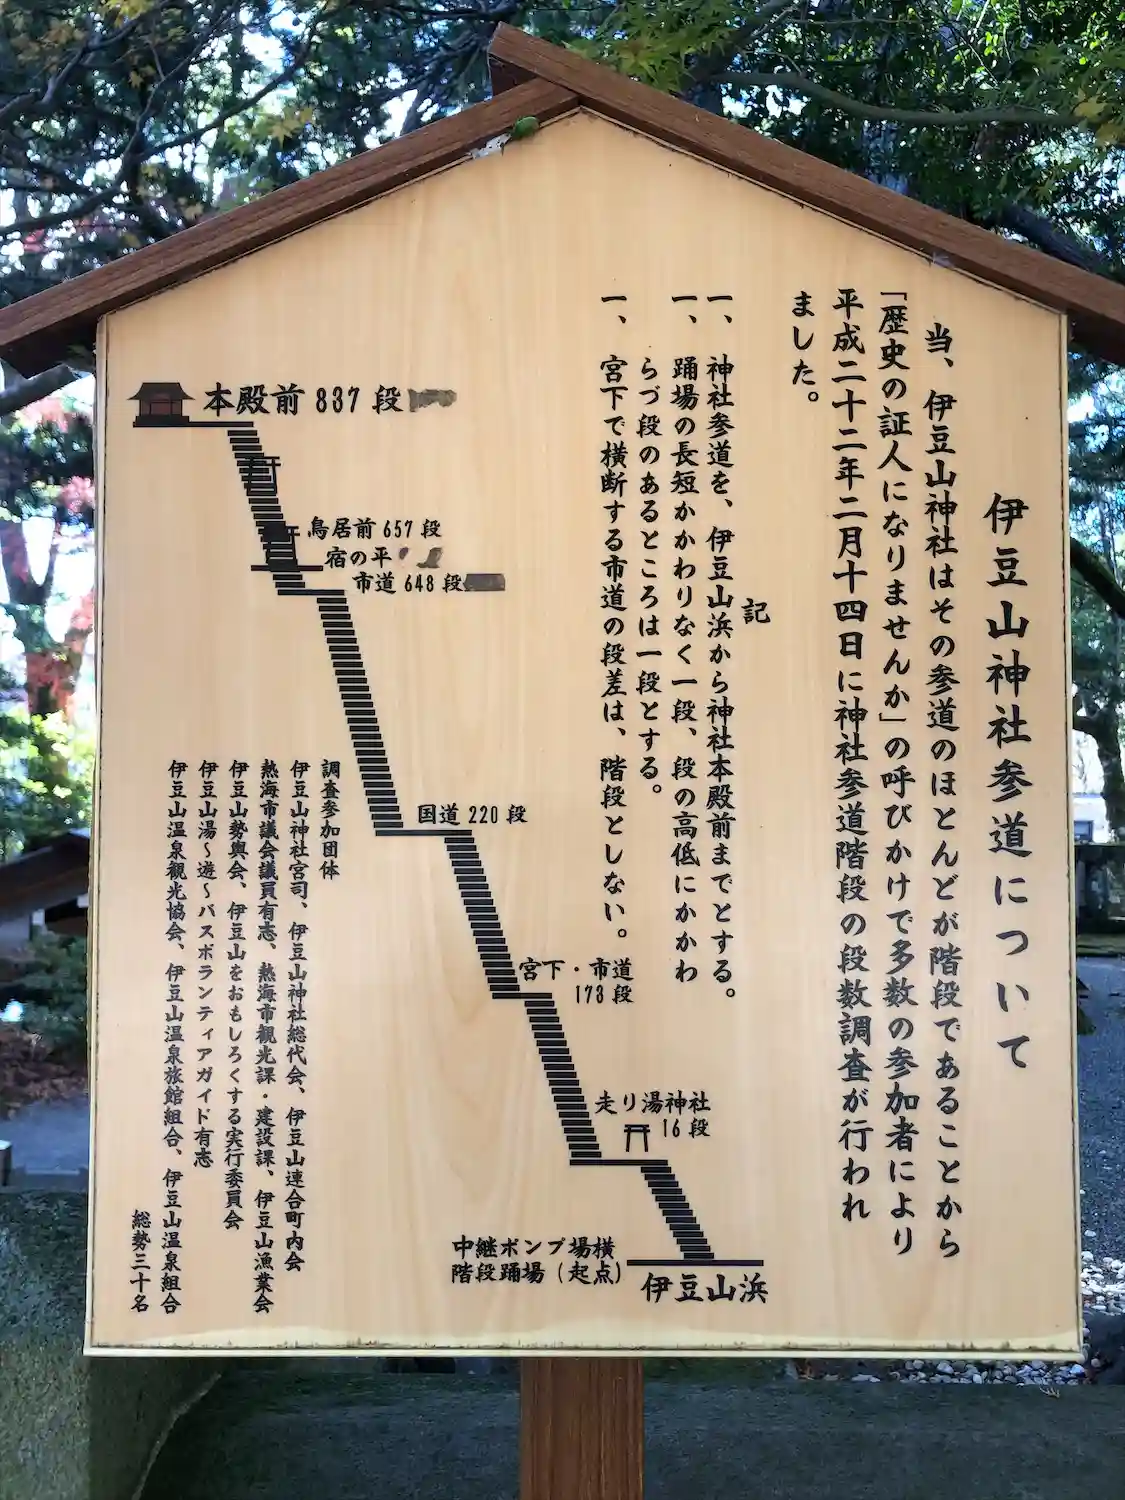 伊豆山神社参道について
当、伊豆山神社はその参道のほとんどが階段であることから
「歴史の証人になりませんか」の呼びかけで多数の参加者により
平成二十二年二月十四日に神社参道階段の段数調査が行われ
ました。
記
一、神社参道を、伊豆山浜から神社本殿前までとする。
一、踊場の長短かかわりなく一段、段の高低にかかわ
らづ段のあるところは一段とする。
一、宮下で横断する市道の段差は、階段としない。
本殿前 837 段
鳥居前 657 段
宿の平
市道 648 段
国道 220 段
宮下・市道
173 段
走り湯神社
16 段
中継ポンプ場横
階段踊場（起点）
伊豆山浜
調査参加団体
伊豆山神社宮司、伊豆山神社総代会、伊豆山連合町内会
熱海市議会議員有志、熱海市観光課・建設課、伊豆山漁業会
伊豆山勢輿会、伊豆山をおもしろくする実行委員会
伊豆山湯～遊～バスボランティアガイド有志
伊豆山温泉観光協会、伊豆山温泉旅館組合、伊豆山温泉組合
総勢三十名